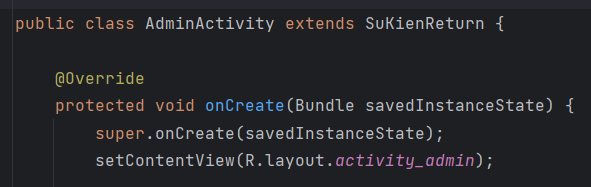 public class AdminActivity extends SuKienReturn {
@Override
protected void onCreate(Bundle savedInstanceState) {
super.onCreate(savedInstanceState);
setContentView(R.layout.activity_admin);